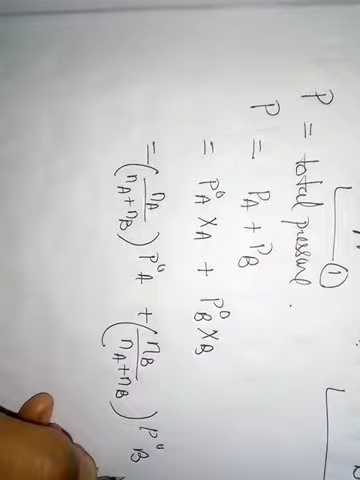 ①
P = total pressure.
P = P_A + P_B
= P°_A X_A + P°_B X_B
= (n_A / (n_A + n_B)) P°_A + (n_B / (n_A + n_B)) P°_B